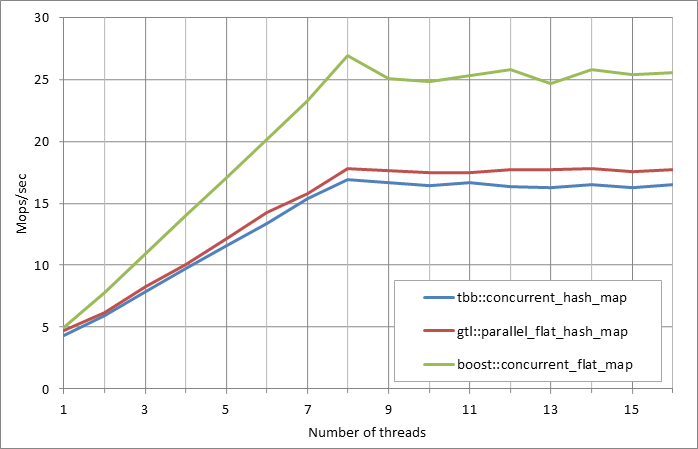 30
25
20
15
10
5
0
Mops/sec
tbb::concurrent_hash_map
gtl::parallel_flat_hash_map
boost::concurrent_flat_map
1 3 5 7 9 11 13 15
Number of threads